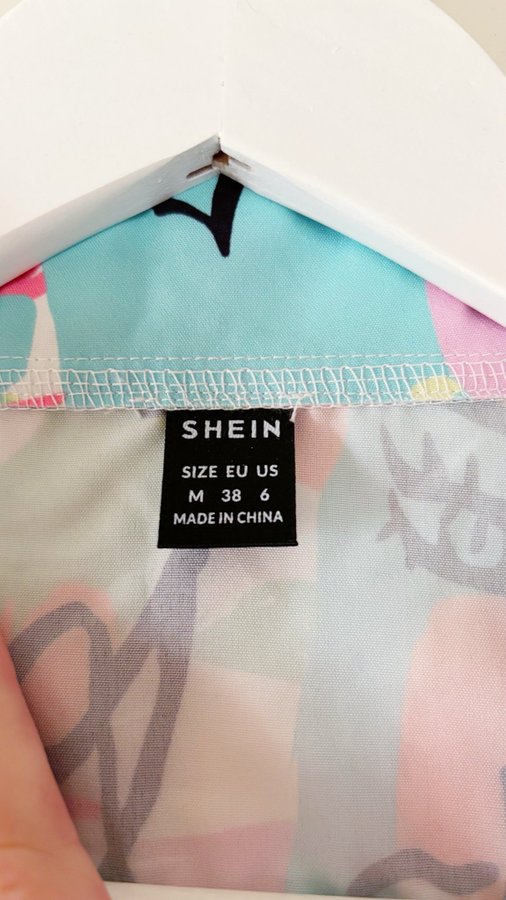 SHEIN
SIZE EU US
M 38 6
MADE IN CHINA